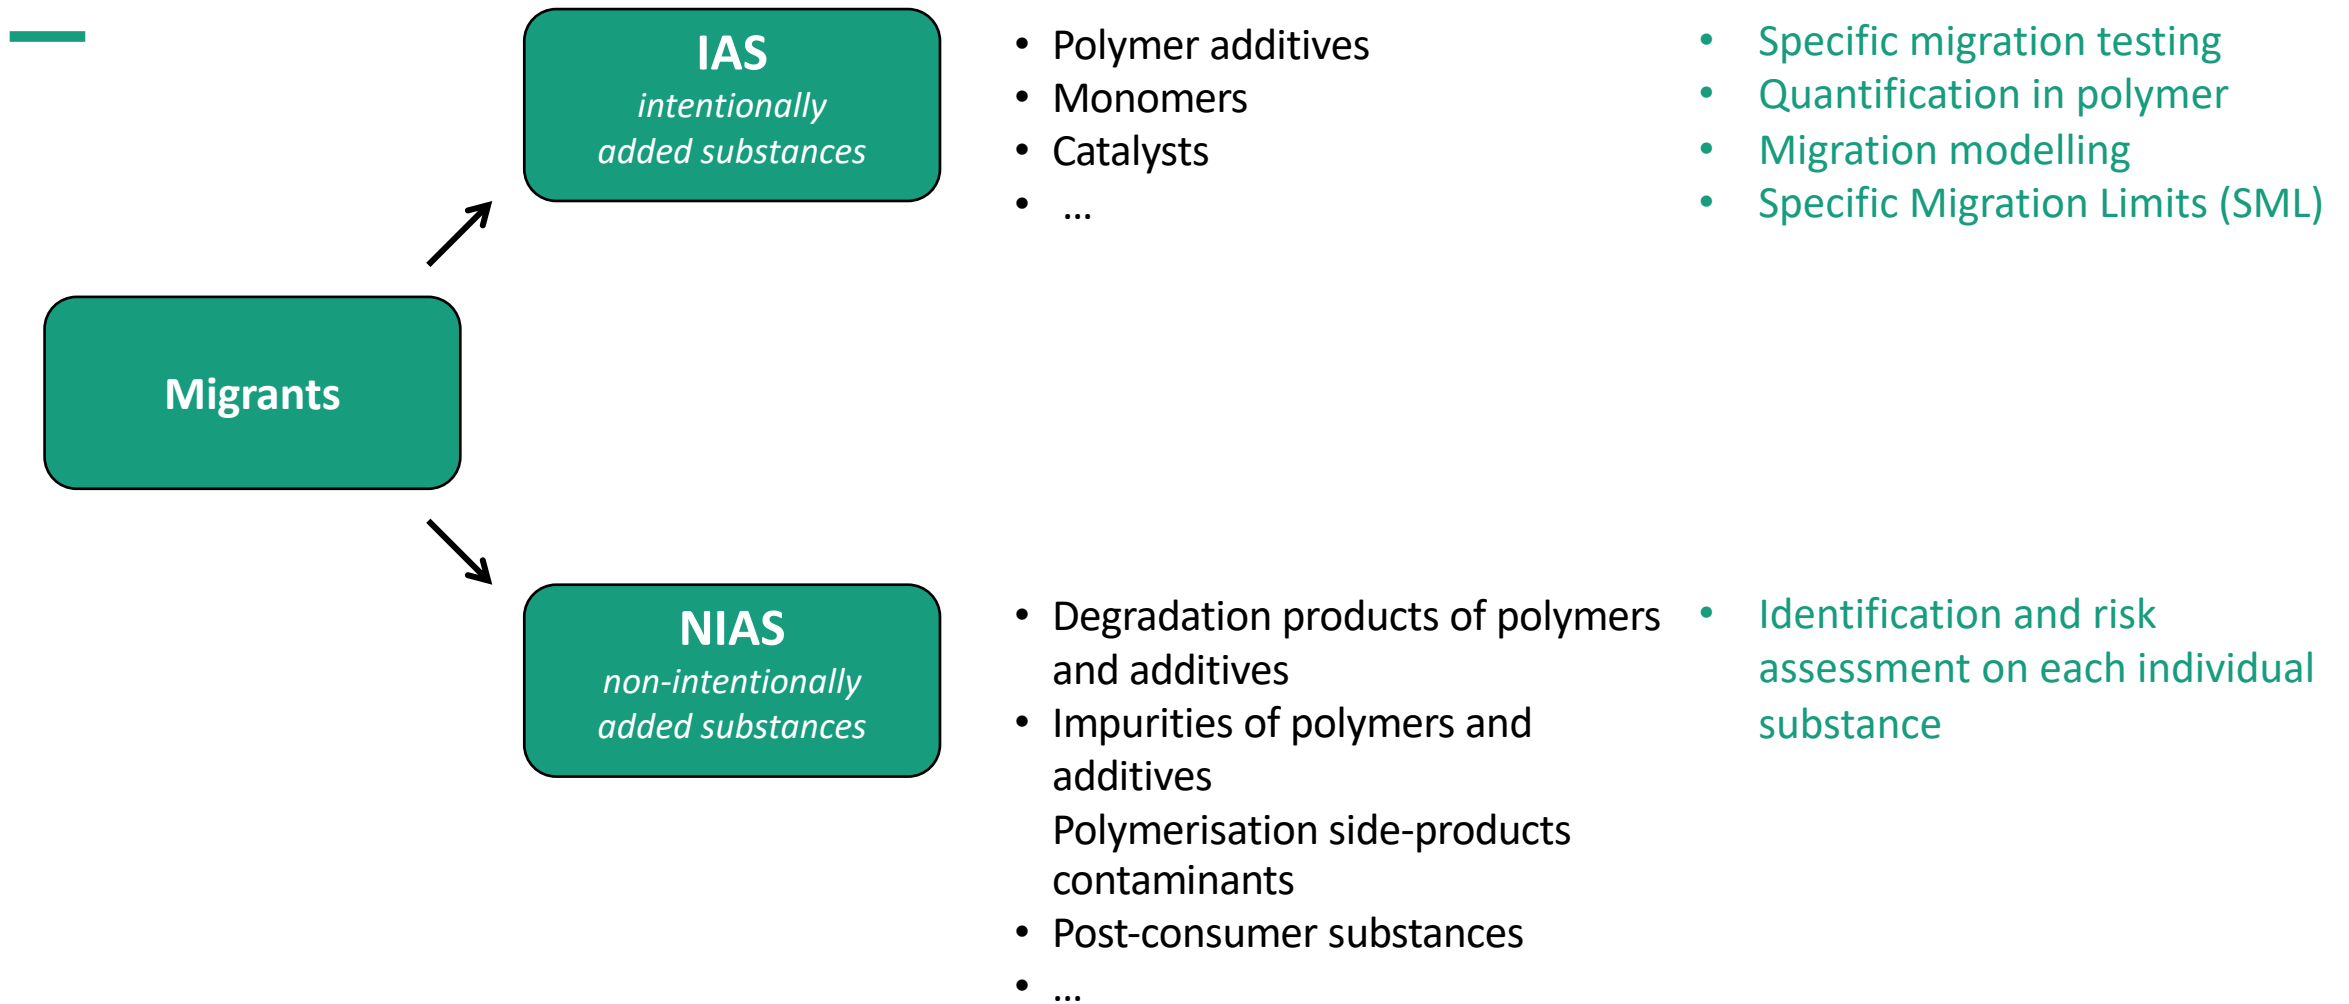 IAS
intentionally
added substances
• Polymer additives
• Monomers
• Catalysts
• ...
• Specific migration testing
• Quantification in polymer
• Migration modelling
• Specific Migration Limits (SML)
Migrants
NIAS
non-intentionally
added substances
• Degradation products of polymers
and additives
• Impurities of polymers and
additives
Polymerisation side-products
contaminants
• Post-consumer substances
• ...
• Identification and risk
assessment on each individual
substance